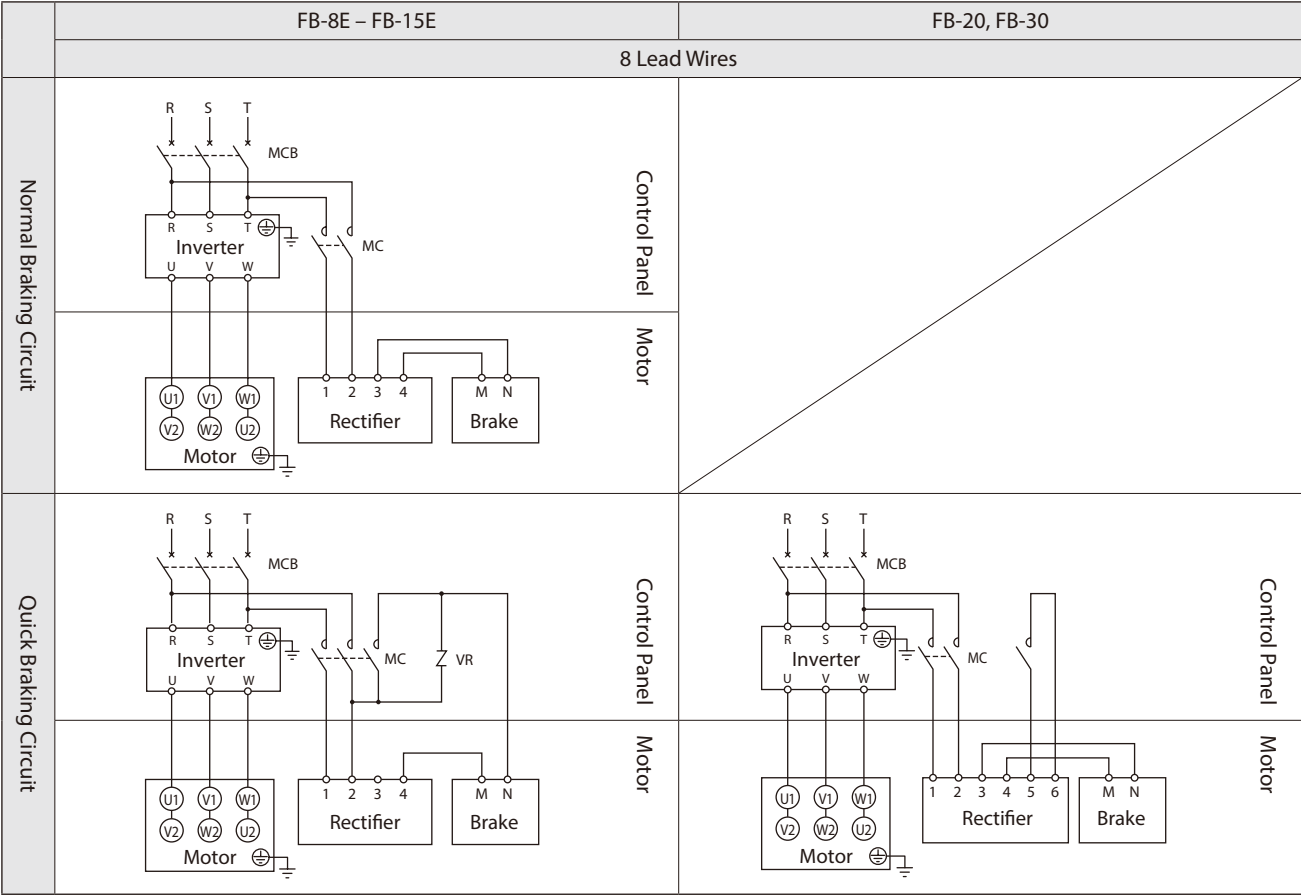 FB-8E – FB-15E
FB-20, FB-30
8 Lead Wires
Normal Braking Circuit
R S T
MCB
R S T
Inverter
U V W
MC
Control Panel
Motor
U1 V1 W1
V2 W2 U2
Motor
1 2 3 4
Rectifier
M N
Brake
Quick Braking Circuit
R S T
MCB
R S T
Inverter
U V W
MC
VR
Control Panel
Motor
U1 V1 W1
V2 W2 U2
Motor
1 2 3 4
Rectifier
M N
Brake
R S T
MCB
R S T
Inverter
U V W
MC
Control Panel
Motor
U1 V1 W1
V2 W2 U2
Motor
1 2 3 4 5 6
Rectifier
M N
Brake